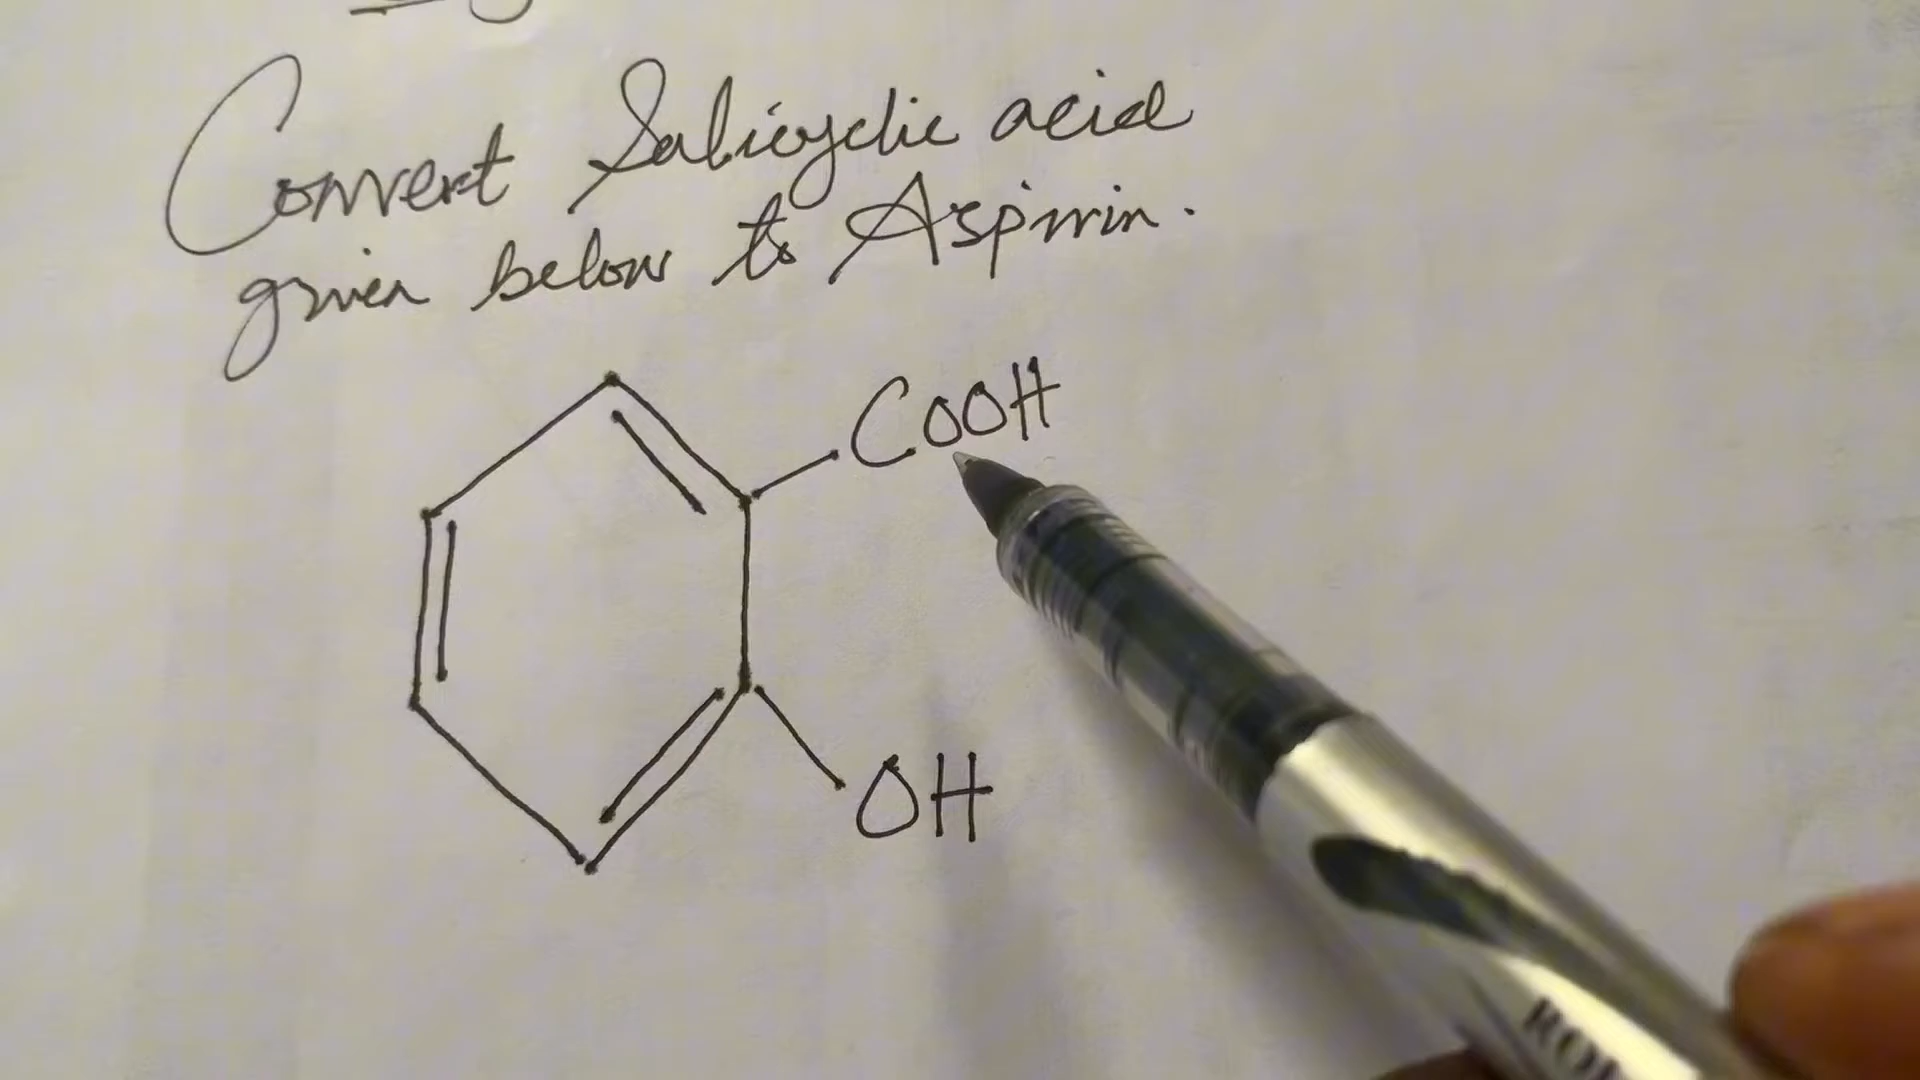 Convert Salicyclic acid
given below to Aspirin.
COOH
OH